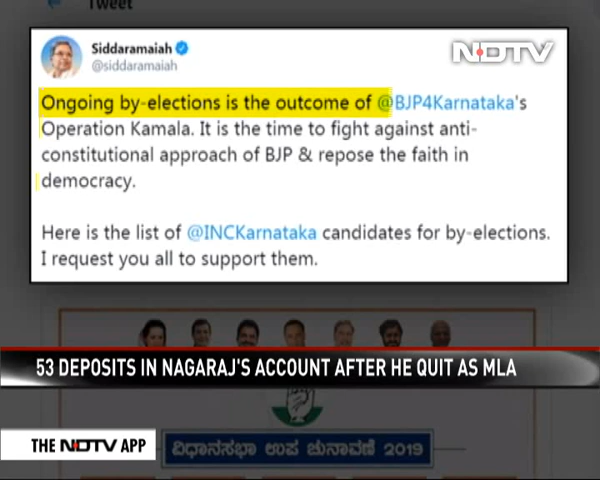 Tweet
Siddaramaiah
@siddaramaiah
NDTV
Ongoing by-elections is the outcome of @BJP4Karnataka's
Operation Kamala. It is the time to fight against anti-
constitutional approach of BJP & repose the faith in
democracy.
Here is the list of @INCKarnataka candidates for by-elections.
I request you all to support them.
53 DEPOSITS IN NAGARAJ'S ACCOUNT AFTER HE QUIT AS MLA
THE NDTV APP
ವಿಧಾನಸಭಾ ಉಪ ಚುನಾವಣೆ 2019